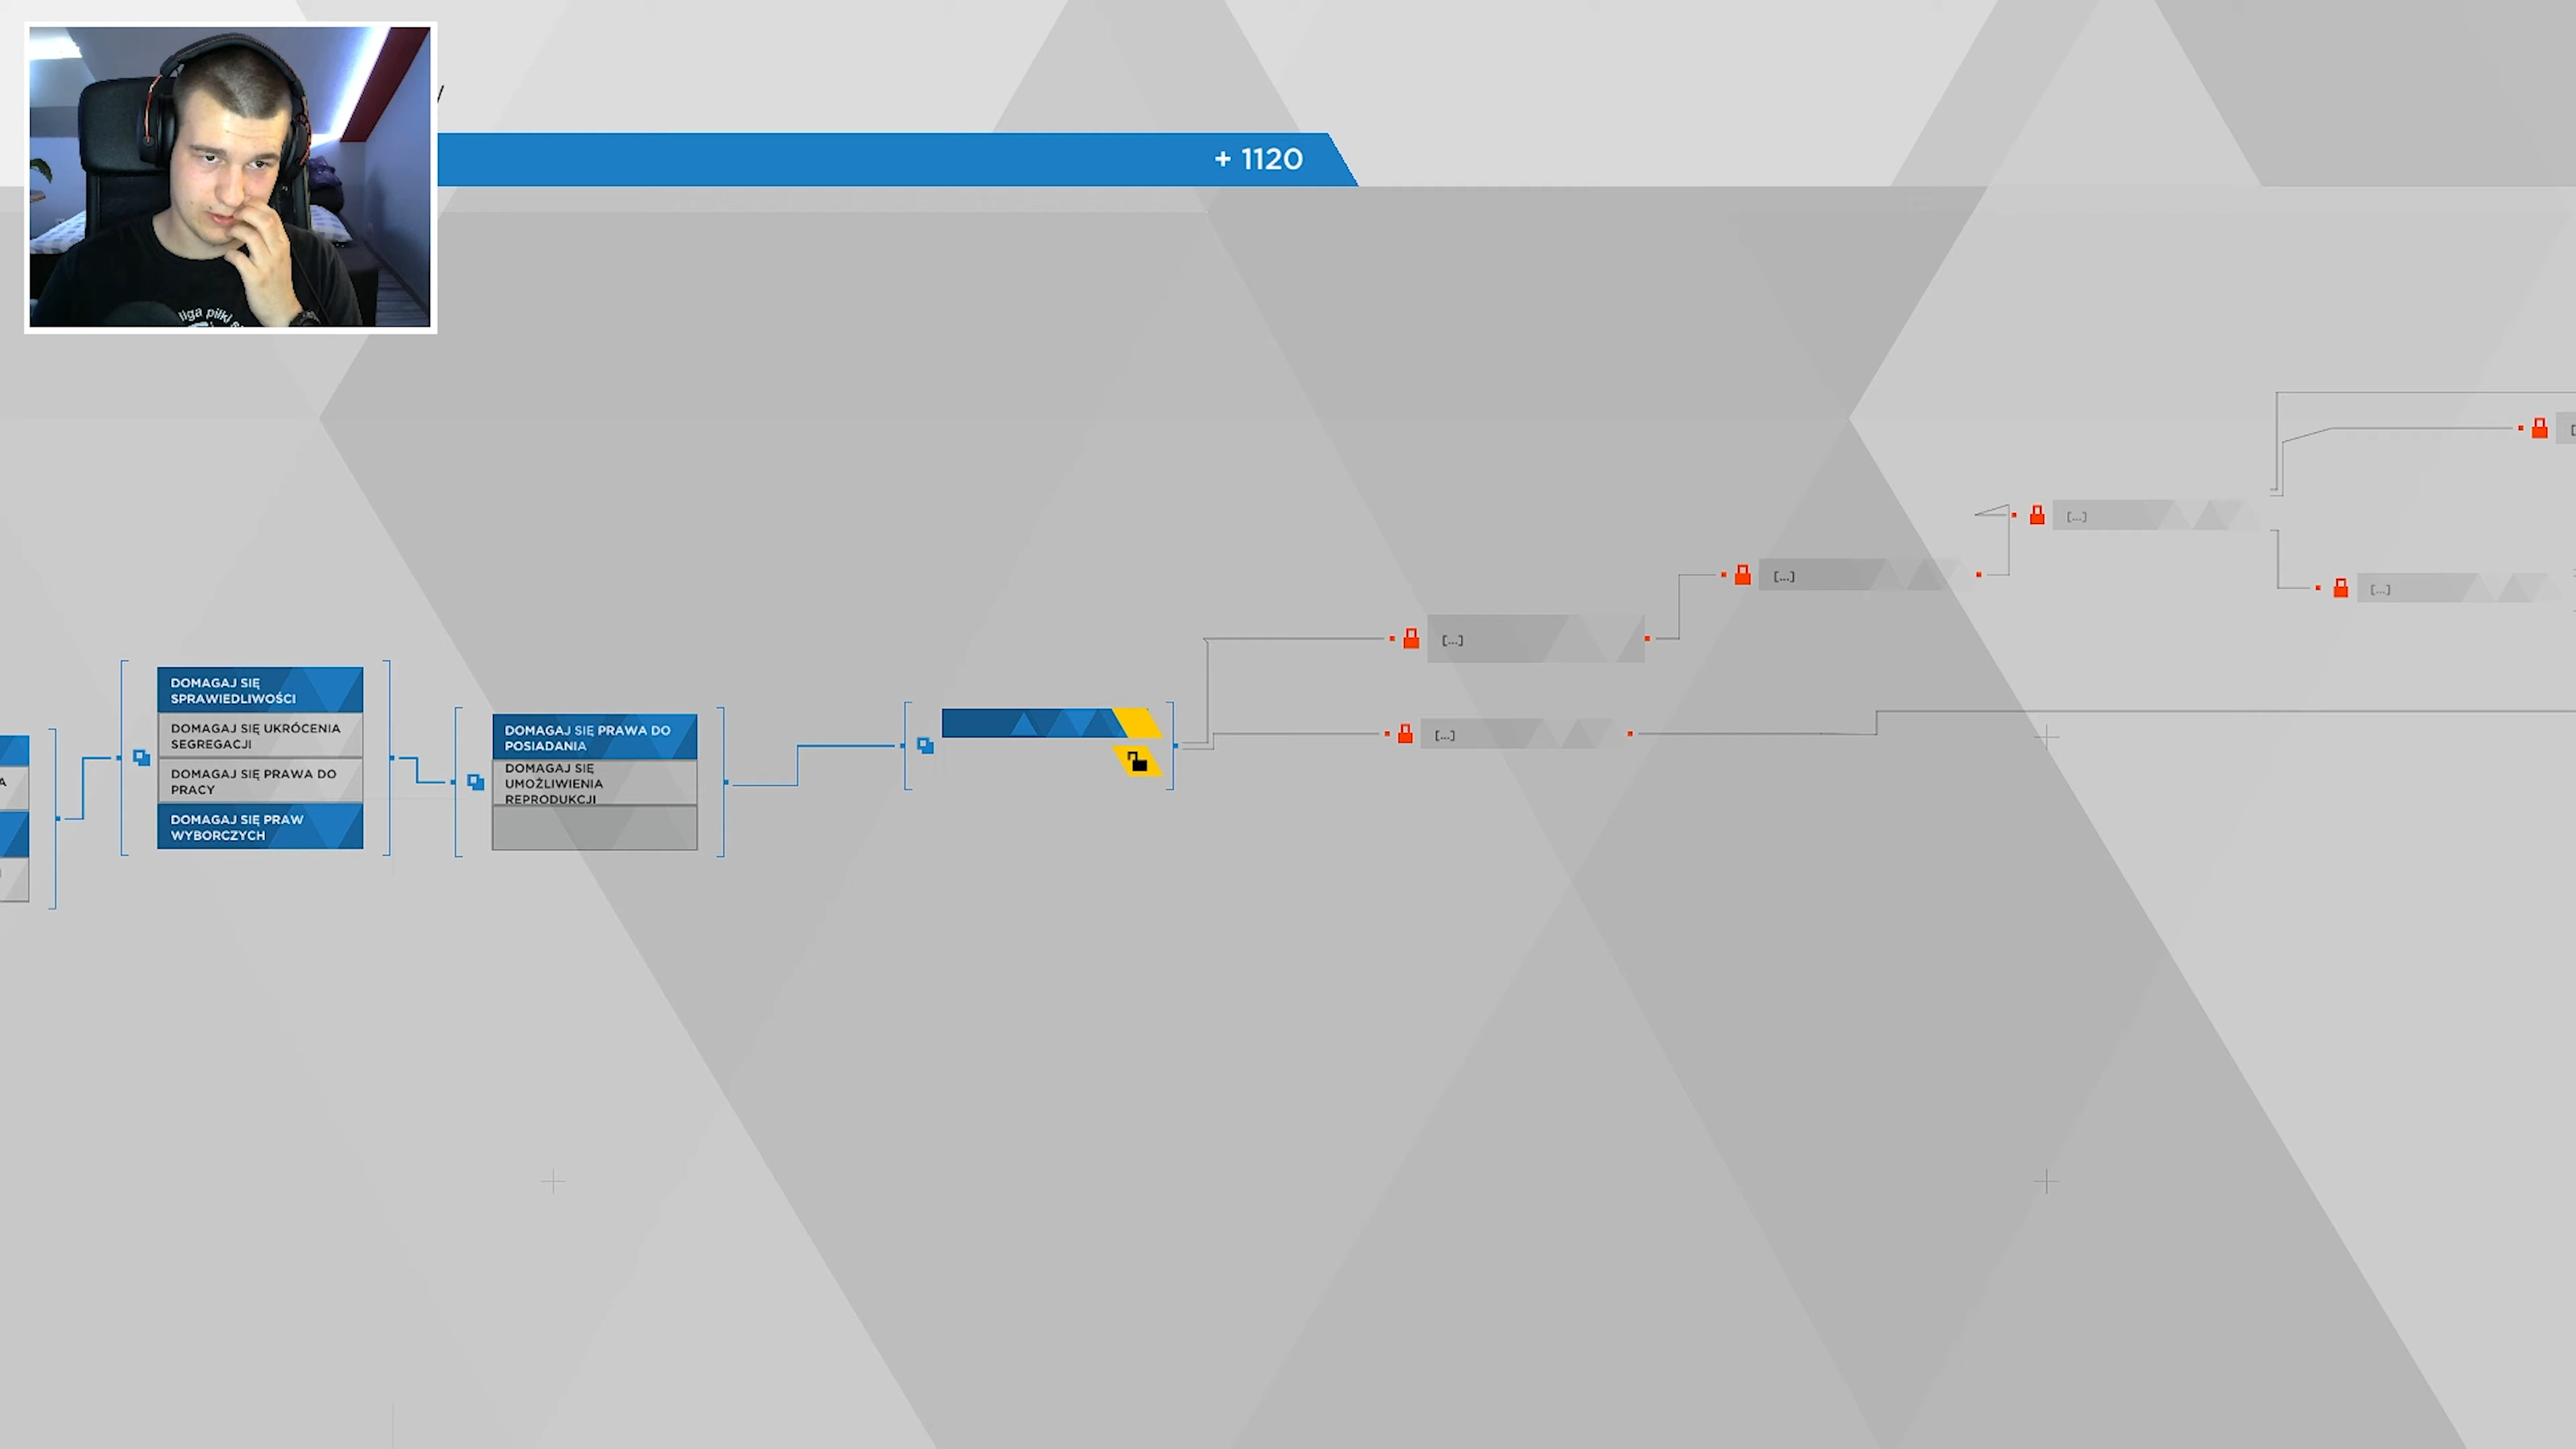 + 1120
liga piłki
[...]
[...]
[...]
DOMAGAJ SIĘ
SPRAWIEDLIWOŚCI
DOMAGAJ SIĘ UKRÓCENIA
SEGREGACJI
DOMAGAJ SIĘ PRAWA DO
PRACY
DOMAGAJ SIĘ PRAW
WYBORCZYCH
DOMAGAJ SIĘ PRAWA DO
POSIADANIA
DOMAGAJ SIĘ
UMOŻLIWIENIA
REPRODUKCJI
[...]
[...]